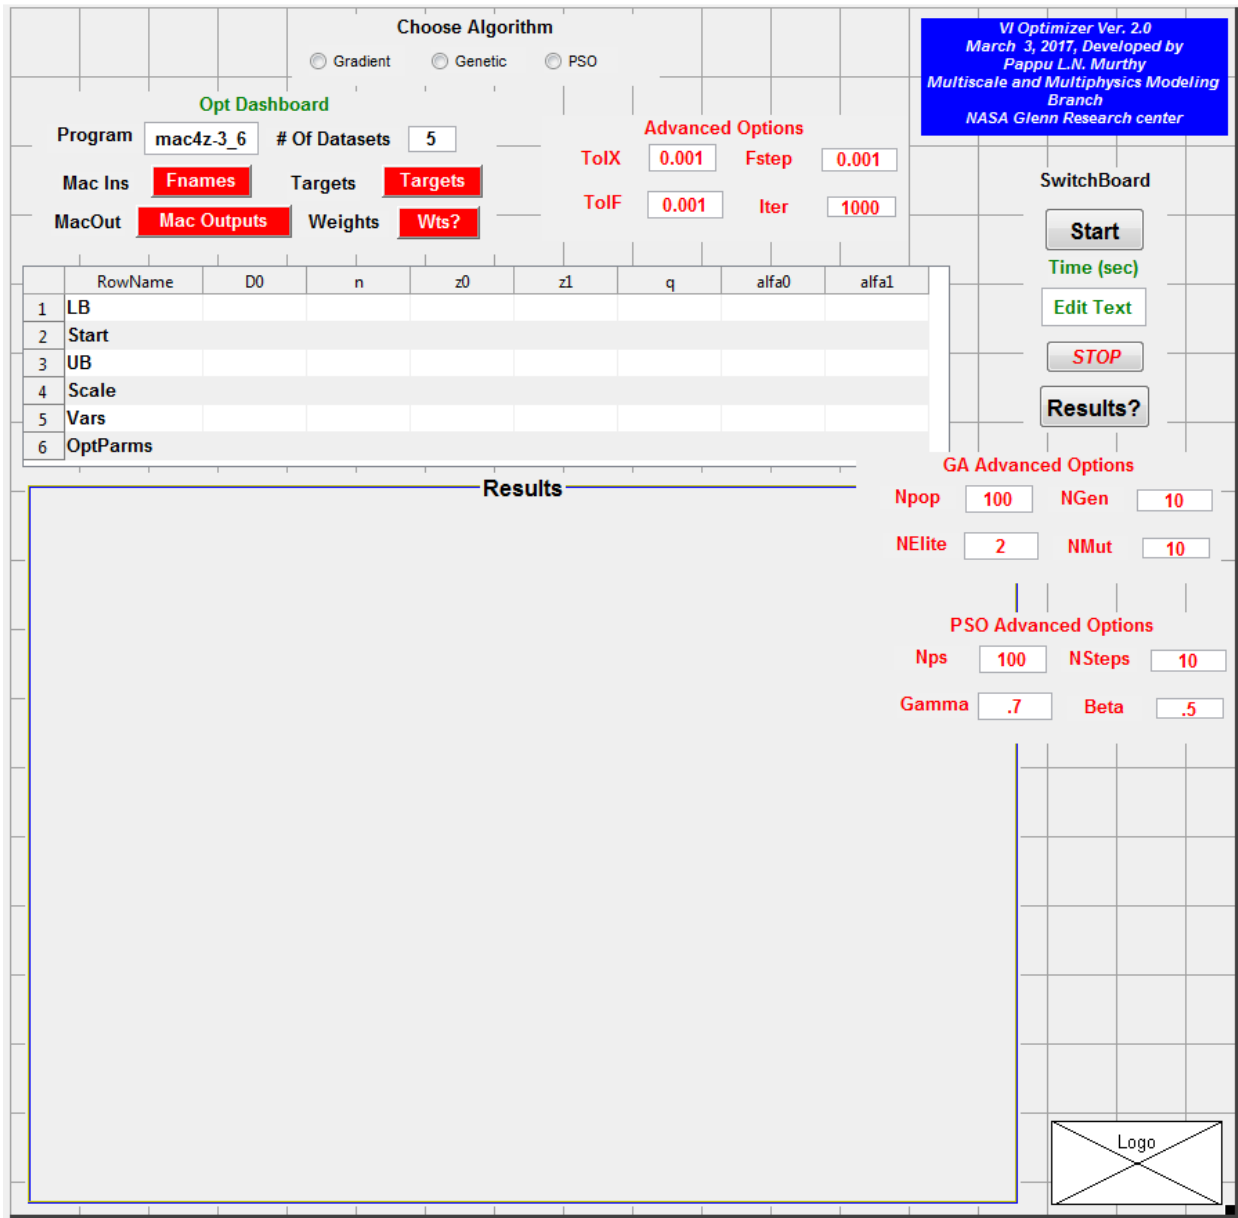 Choose Algorithm
Gradient Genetic PSO
VI Optimizer Ver. 2.0
March 3, 2017, Developed by
Pappu L.N. Murthy
Multiscale and Multiphysics Modeling
Branch
NASA Glenn Research center
Opt Dashboard
Program mac4z-3_6 # Of Datasets 5
Mac Ins Fnames Targets Targets
MacOut Mac Outputs Weights Wts?
Advanced Options
TolX 0.001 Fstep 0.001
TolF 0.001 Iter 1000
SwitchBoard
Start
Time (sec)
Edit Text
STOP
Results?
RowName D0 n z0 z1 q alfa0 alfa1
1 LB
2 Start
3 UB
4 Scale
5 Vars
6 OptParms
Results
GA Advanced Options
Npop 100 NGen 10
NElite 2 NMut 10
PSO Advanced Options
Nps 100 NSteps 10
Gamma .7 Beta .5
Logo